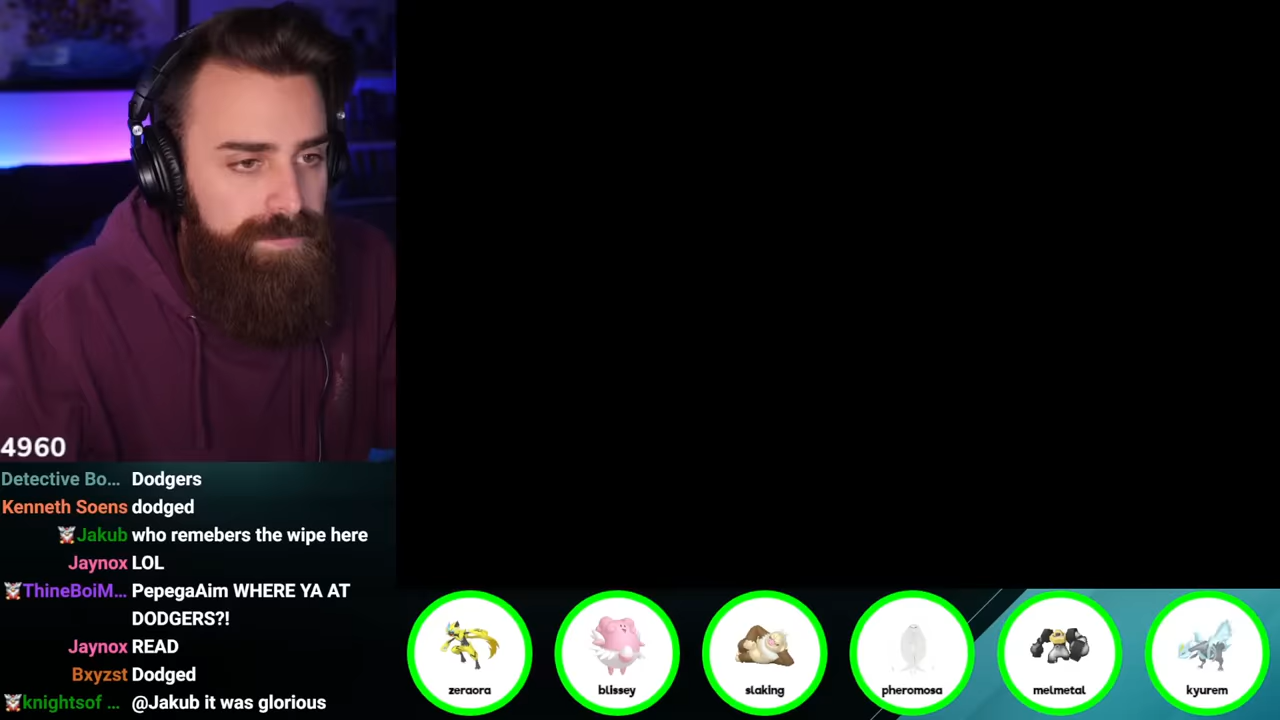 4960
Detective Bo... Dodgers
Kenneth Soens dodged
Jakub who remebers the wipe here
Jaynox LOL
ThineBoiM... PepegaAim WHERE YA AT
DODGERS?!
Jaynox READ
Bxyzst Dodged
knightsof ... @Jakub it was glorious
zeraora
blissey
slaking
pheromosa
melmetal
kyurem